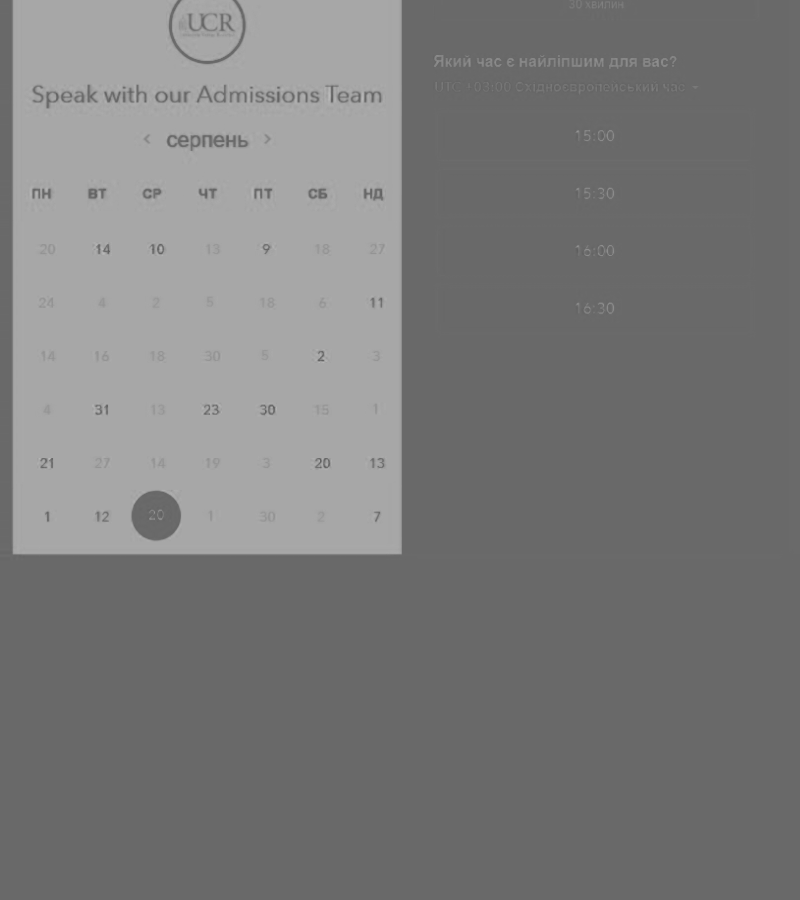 UCR
Speak with our Admissions Team
< серпень >
ПН ВТ СР ЧТ ПТ СБ НД
20 14 10 13 9 18 27
24 4 2 5 18 6 11
14 16 18 30 5 2 3
4 31 13 23 30 15 1
21 27 14 19 3 20 13
1 12 20 1 30 2 7
30 хвилин
Який час є найліпшим для вас?
UTC +03:00 Східноєвропейський час
15:00
15:30
16:00
16:30